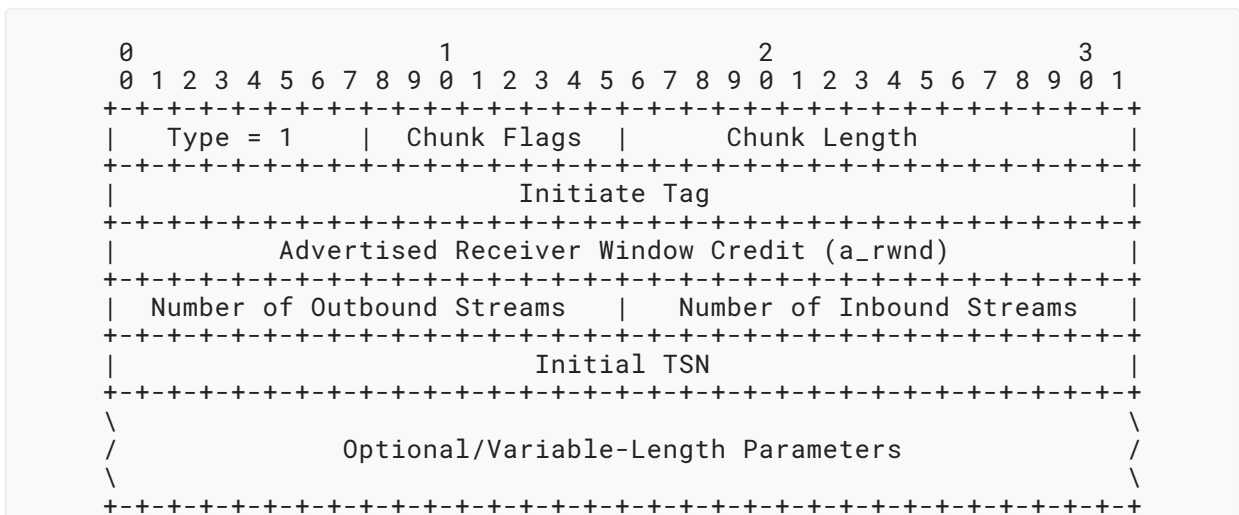 0                   1                   2                   3
 0 1 2 3 4 5 6 7 8 9 0 1 2 3 4 5 6 7 8 9 0 1 2 3 4 5 6 7 8 9 0 1
+-+-+-+-+-+-+-+-+-+-+-+-+-+-+-+-+-+-+-+-+-+-+-+-+-+-+-+-+-+-+-+-+
|   Type = 1    |  Chunk Flags  |      Chunk Length             |
+-+-+-+-+-+-+-+-+-+-+-+-+-+-+-+-+-+-+-+-+-+-+-+-+-+-+-+-+-+-+-+-+
|                         Initiate Tag                          |
+-+-+-+-+-+-+-+-+-+-+-+-+-+-+-+-+-+-+-+-+-+-+-+-+-+-+-+-+-+-+-+-+
|          Advertised Receiver Window Credit (a_rwnd)           |
+-+-+-+-+-+-+-+-+-+-+-+-+-+-+-+-+-+-+-+-+-+-+-+-+-+-+-+-+-+-+-+-+
|  Number of Outbound Streams   |   Number of Inbound Streams   |
+-+-+-+-+-+-+-+-+-+-+-+-+-+-+-+-+-+-+-+-+-+-+-+-+-+-+-+-+-+-+-+-+
|                          Initial TSN                          |
+-+-+-+-+-+-+-+-+-+-+-+-+-+-+-+-+-+-+-+-+-+-+-+-+-+-+-+-+-+-+-+-+
\                                                               \
/              Optional/Variable-Length Parameters              /
\                                                               \
+-+-+-+-+-+-+-+-+-+-+-+-+-+-+-+-+-+-+-+-+-+-+-+-+-+-+-+-+-+-+-+-+